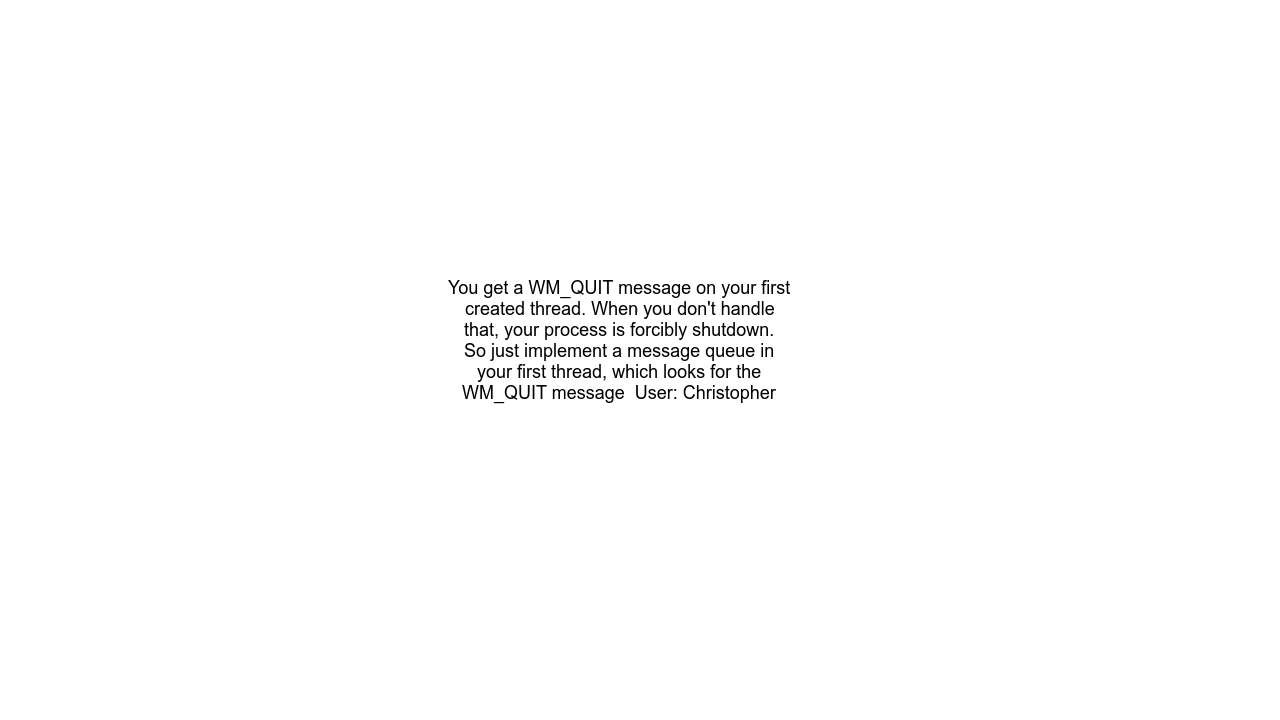 You get a WM_QUIT message on your first
created thread. When you don't handle
that, your process is forcibly shutdown.
So just implement a message queue in
your first thread, which looks for the
WM_QUIT message  User: Christopher